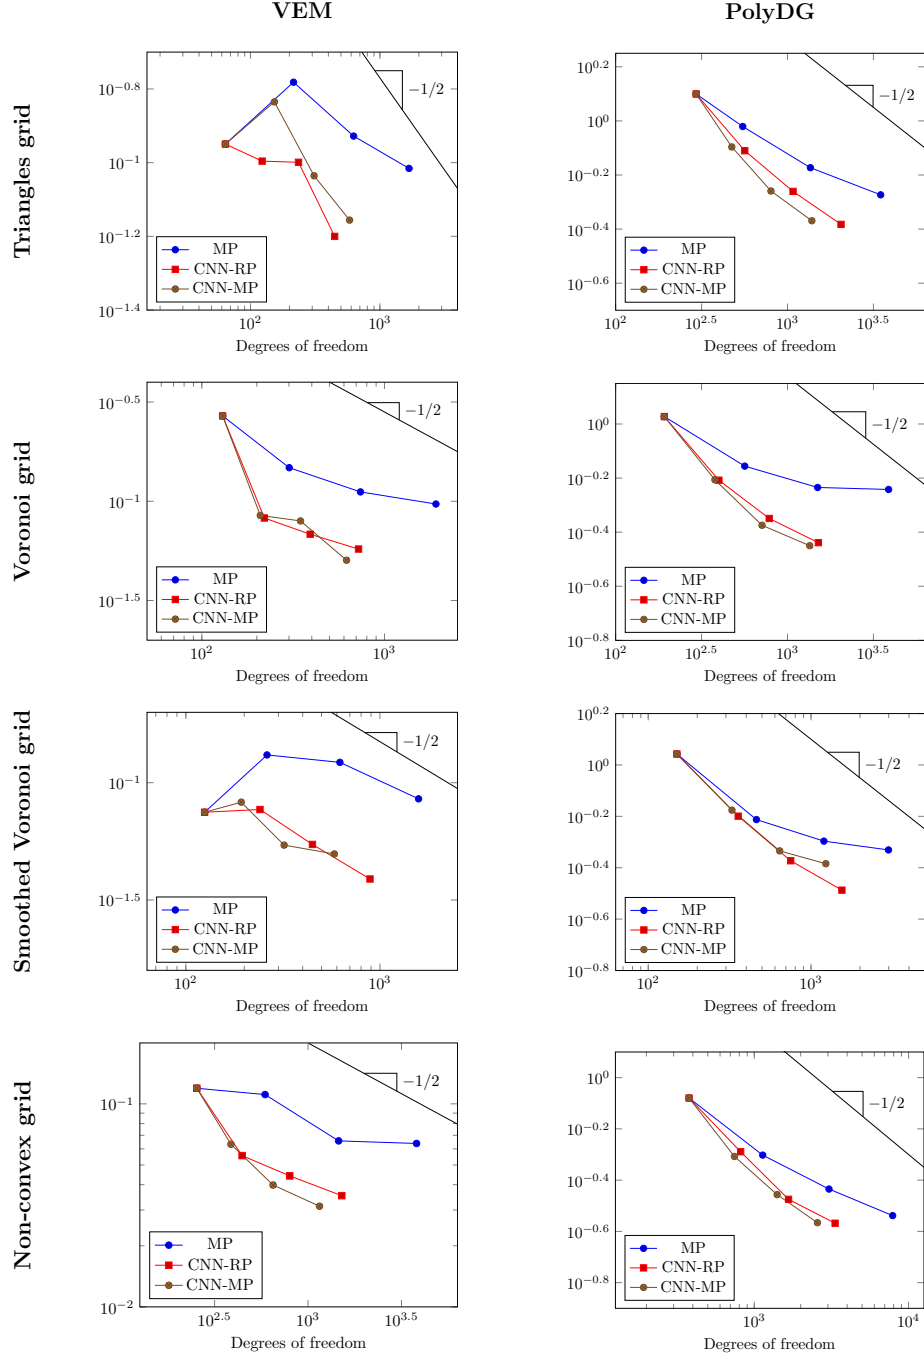 VEM
PolyDG
Triangles grid
10^−0.8
10^−1
10^−1.2
10^−1.4
−1/2
MP
CNN-RP
CNN-MP
10^2
10^3
Degrees of freedom
10^0.2
10^0
10^−0.2
10^−0.4
10^−0.6
−1/2
MP
CNN-RP
CNN-MP
10^2
10^2.5
10^3
10^3.5
Degrees of freedom
Voronoi grid
10^−0.5
10^−1
10^−1.5
−1/2
MP
CNN-RP
CNN-MP
10^2
10^3
Degrees of freedom
10^0
10^−0.2
10^−0.4
10^−0.6
10^−0.8
−1/2
MP
CNN-RP
CNN-MP
10^2
10^2.5
10^3
10^3.5
Degrees of freedom
Smoothed Voronoi grid
10^−1
10^−1.5
−1/2
MP
CNN-RP
CNN-MP
10^2
10^3
Degrees of freedom
10^0.2
10^0
10^−0.2
10^−0.4
10^−0.6
10^−0.8
−1/2
MP
CNN-RP
CNN-MP
10^2
10^3
Degrees of freedom
Non-convex grid
10^−1
10^−2
−1/2
MP
CNN-RP
CNN-MP
10^2.5
10^3
10^3.5
Degrees of freedom
10^0
10^−0.2
10^−0.4
10^−0.6
10^−0.8
−1/2
MP
CNN-RP
CNN-MP
10^3
10^4
Degrees of freedom